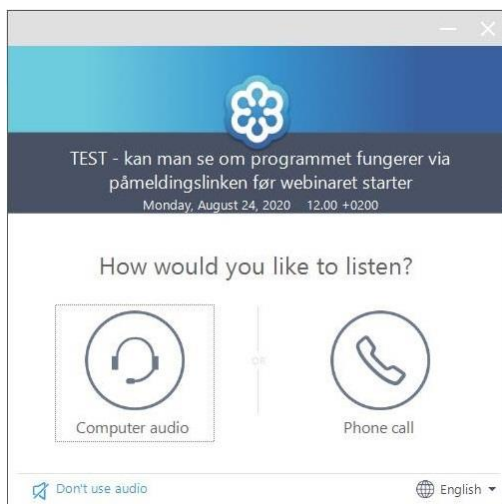 TEST - kan man se om programmet fungerer via
påmeldingslinken før webinaret starter
Monday, August 24, 2020 12.00 +0200
How would you like to listen?
OR
Computer audio
Phone call
Don't use audio
English